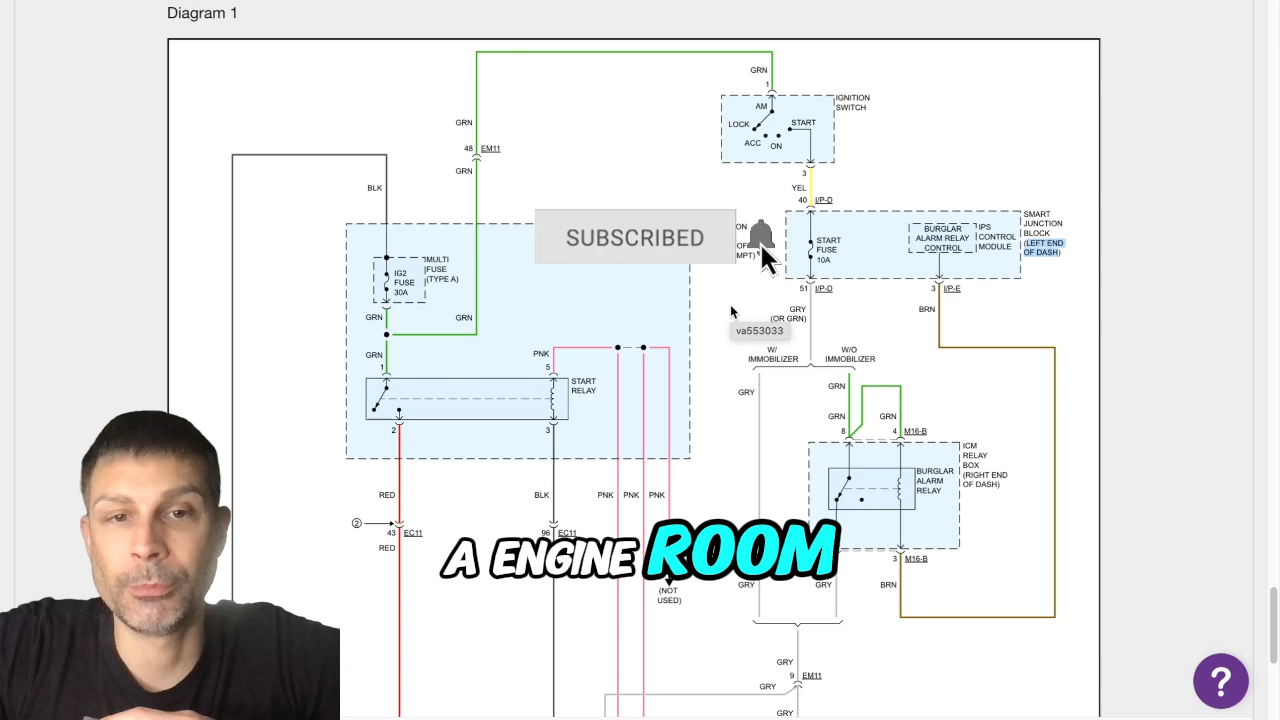 Diagram 1
GRN
1
IGNITION
SWITCH
AM
LOCK
START
ACC
ON
GRN
48 EM11
GRN
3
YEL
40 I/P-D
BLK
SUBSCRIBED
ON
OF
MPT)
START
FUSE
10A
BURGLAR
ALARM RELAY
CONTROL
IPS
CONTROL
MODULE
SMART
JUNCTION
BLOCK
(LEFT END
OF DASH)
MULTI
FUSE
(TYPE A)
IG2
FUSE
30A
GRN
GRN
51 I/P-D
3 I/P-E
GRY
(OR GRN)
BRN
va553033
GRN
1
PNK
5
START
RELAY
W/
IMMOBILIZER
W/O
IMMOBILIZER
GRY
GRN
GRN
GRN
8
4 M16-B
2
3
ICM
RELAY
BOX
(RIGHT END
OF DASH)
BURGLAR
ALARM
RELAY
RED
BLK
PNK
PNK
PNK
2
43 EC11
96 EC11
RED
A ENGINE ROOM
3 M16-B
(NOT
USED)
GRY
GRY
BRN
GRY
9 EM11
GRY
GRY
?